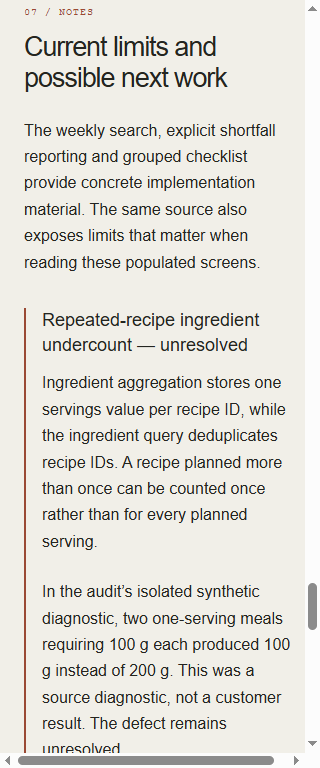 07 / NOTES
Current limits and
possible next work
The weekly search, explicit shortfall
reporting and grouped checklist
provide concrete implementation
material. The same source also
exposes limits that matter when
reading these populated screens.
Repeated-recipe ingredient
undercount — unresolved
Ingredient aggregation stores one
servings value per recipe ID, while
the ingredient query deduplicates
recipe IDs. A recipe planned more
than once can be counted once
rather than for every planned
serving.
In the audit’s isolated synthetic
diagnostic, two one-serving meals
requiring 100 g each produced 100
g instead of 200 g. This was a
source diagnostic, not a customer
result. The defect remains
unresolved